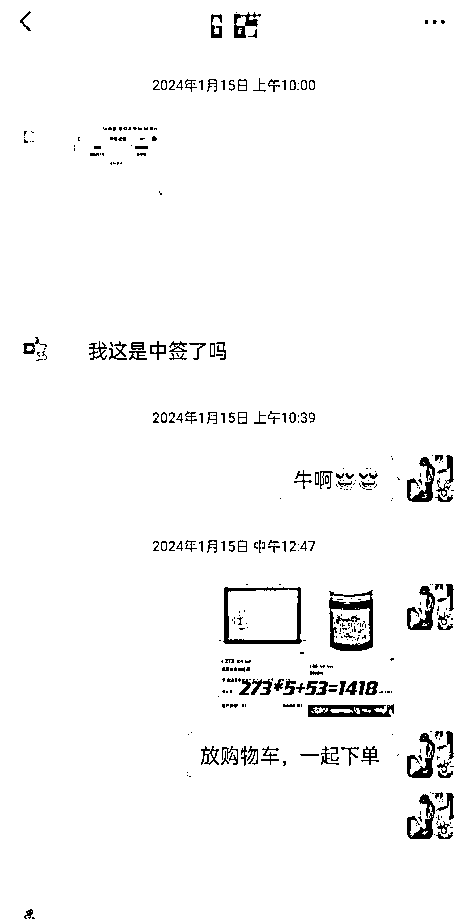 2024年1月15日 上午10:00
我这是中签了吗
2024年1月15日 上午10:39
牛啊
2024年1月15日 中午12:47
273*5+53=1418
放购物车，一起下单